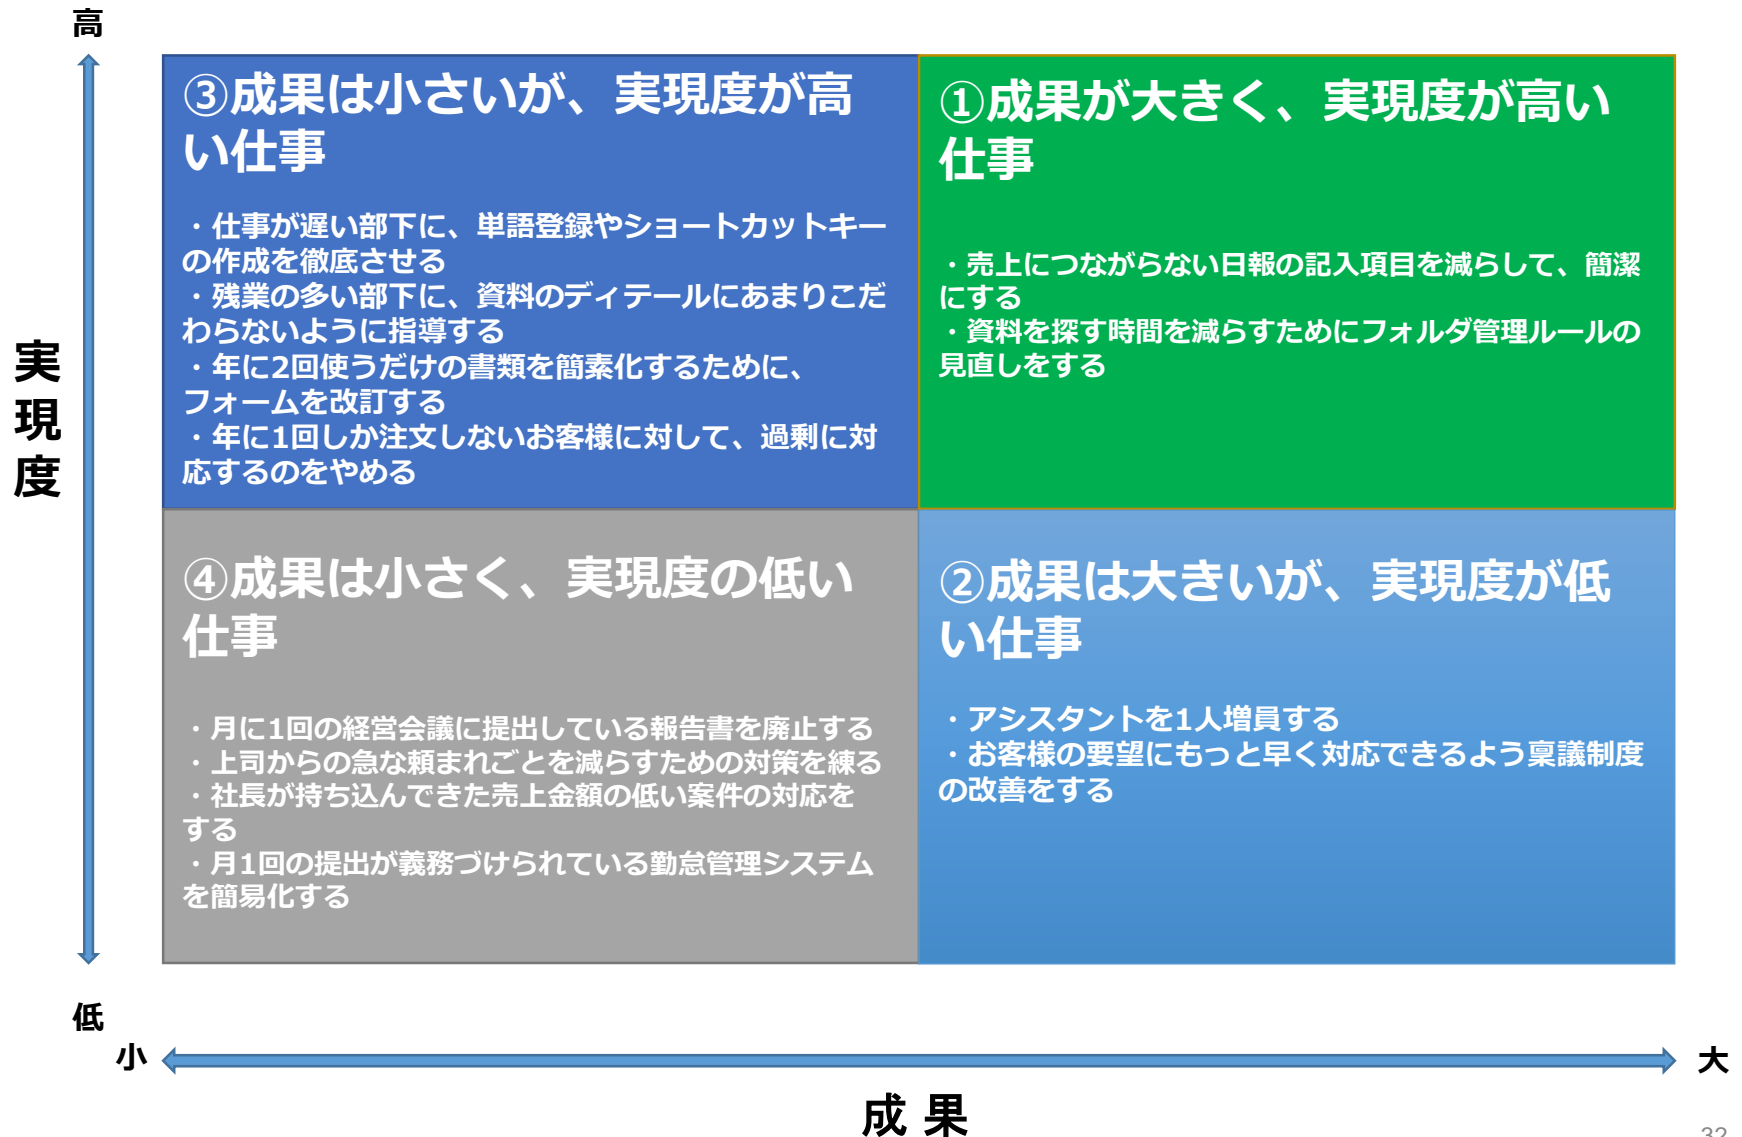 高
③成果は小さいが、実現度が高
い仕事
・仕事が遅い部下に、単語登録やショートカットキー
の作成を徹底させる
・残業の多い部下に、資料のディテールにあまりこだ
わらないように指導する
・年に2回使うだけの書類を簡素化するために、
フォームを改訂する
・年に1回しか注文しないお客様に対して、過剰に対
応するのをやめる
①成果が大きく、実現度が高い
仕事
・売上につながらない日報の記入項目を減らして、簡潔
にする
・資料を探す時間を減らすためにフォルダ管理ルールの
見直しをする
実
現
度
④成果は小さく、実現度の低い
仕事
・月に1回の経営会議に提出している報告書を廃止する
・上司からの急な頼まれごとを減らすための対策を練る
・社長が持ち込んできた売上金額の低い案件の対応を
する
・月1回の提出が義務づけられている勤怠管理システム
を簡易化する
②成果は大きいが、実現度が低
い仕事
・アシスタントを1人増員する
・お客様の要望にもっと早く対応できるよう稟議制度
の改善をする
低
小
大
成 果
32